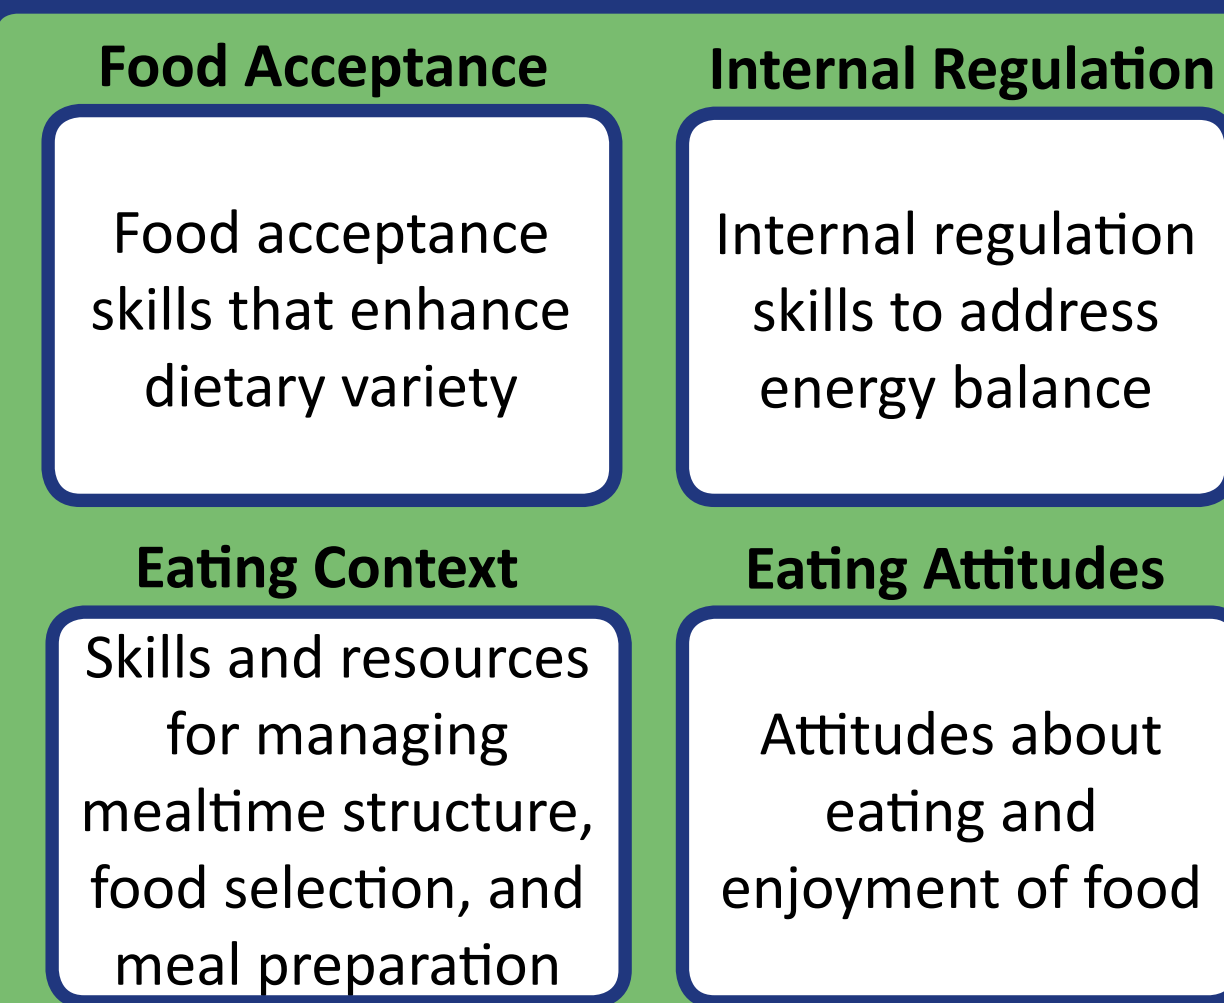 Food Acceptance
Food acceptance
skills that enhance
dietary variety
Internal Regulation
Internal regulation
skills to address
energy balance
Eating Context
Skills and resources
for managing
mealtime structure,
food selection, and
meal preparation
Eating Attitudes
Attitudes about
eating and
enjoyment of food